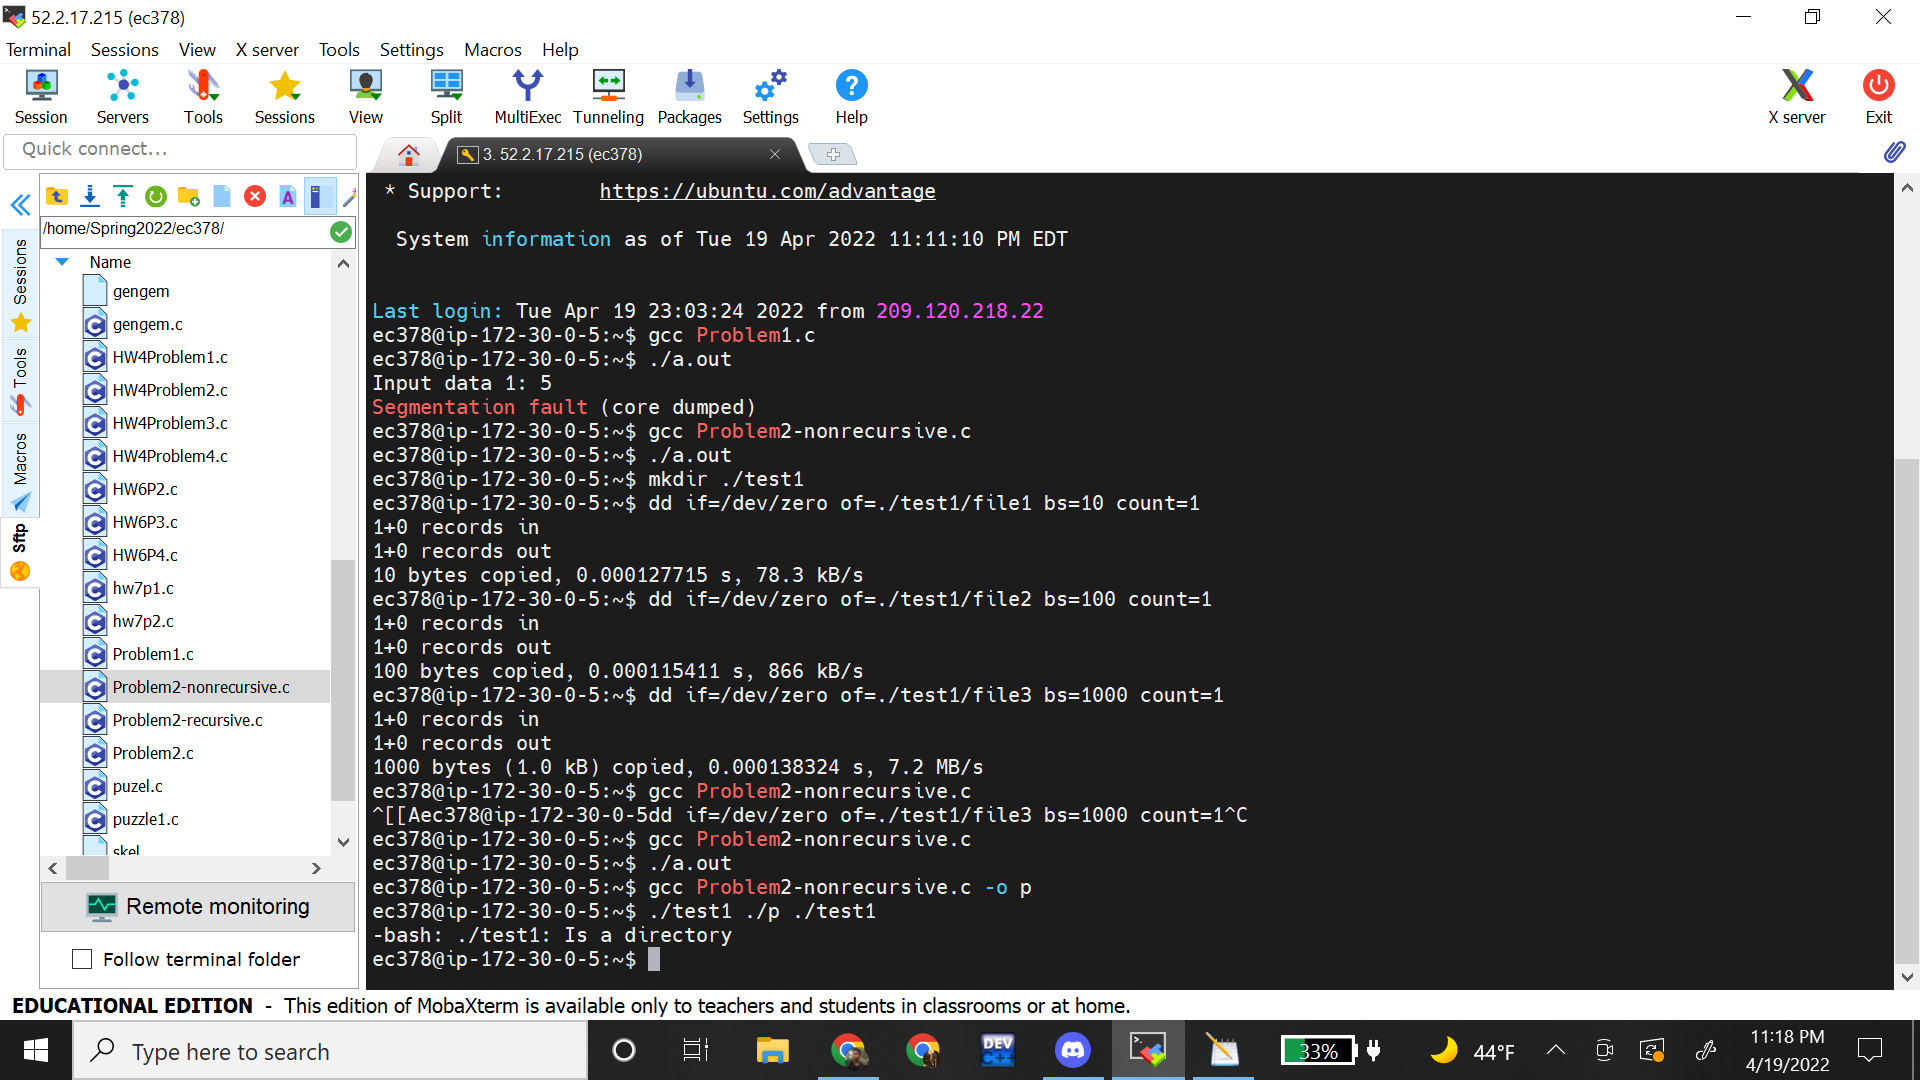 52.2.17.215 (ec378)
Terminal Sessions View X server Tools Settings Macros Help
Session Servers Tools Sessions View Split MultiExec Tunneling Packages Settings Help X server Exit
Quick connect...
3. 52.2.17.215 (ec378)
/home/Spring2022/ec378/
Sessions
Tools
Macros
Sftp
Name
gengem
gengem.c
HW4Problem1.c
HW4Problem2.c
HW4Problem3.c
HW4Problem4.c
HW6P2.c
HW6P3.c
HW6P4.c
hw7p1.c
hw7p2.c
Problem1.c
Problem2-nonrecursive.c
Problem2-recursive.c
Problem2.c
puzel.c
puzzle1.c
skel
Remote monitoring
Follow terminal folder
* Support: https://ubuntu.com/advantage
System information as of Tue 19 Apr 2022 11:11:10 PM EDT
Last login: Tue Apr 19 23:03:24 2022 from 209.120.218.22
ec378@ip-172-30-0-5:~$ gcc Problem1.c
ec378@ip-172-30-0-5:~$ ./a.out
Input data 1: 5
Segmentation fault (core dumped)
ec378@ip-172-30-0-5:~$ gcc Problem2-nonrecursive.c
ec378@ip-172-30-0-5:~$ ./a.out
ec378@ip-172-30-0-5:~$ mkdir ./test1
ec378@ip-172-30-0-5:~$ dd if=/dev/zero of=./test1/file1 bs=10 count=1
1+0 records in
1+0 records out
10 bytes copied, 0.000127715 s, 78.3 kB/s
ec378@ip-172-30-0-5:~$ dd if=/dev/zero of=./test1/file2 bs=100 count=1
1+0 records in
1+0 records out
100 bytes copied, 0.000115411 s, 866 kB/s
ec378@ip-172-30-0-5:~$ dd if=/dev/zero of=./test1/file3 bs=1000 count=1
1+0 records in
1+0 records out
1000 bytes (1.0 kB) copied, 0.000138324 s, 7.2 MB/s
ec378@ip-172-30-0-5:~$ gcc Problem2-nonrecursive.c
^[[Aec378@ip-172-30-0-5dd if=/dev/zero of=./test1/file3 bs=1000 count=1^C
ec378@ip-172-30-0-5:~$ gcc Problem2-nonrecursive.c
ec378@ip-172-30-0-5:~$ ./a.out
ec378@ip-172-30-0-5:~$ gcc Problem2-nonrecursive.c -o p
ec378@ip-172-30-0-5:~$ ./test1 ./p ./test1
-bash: ./test1: Is a directory
ec378@ip-172-30-0-5:~$
EDUCATIONAL EDITION - This edition of MobaXterm is available only to teachers and students in classrooms or at home.
Type here to search
DEV C++
33%
44°F
11:18 PM
4/19/2022